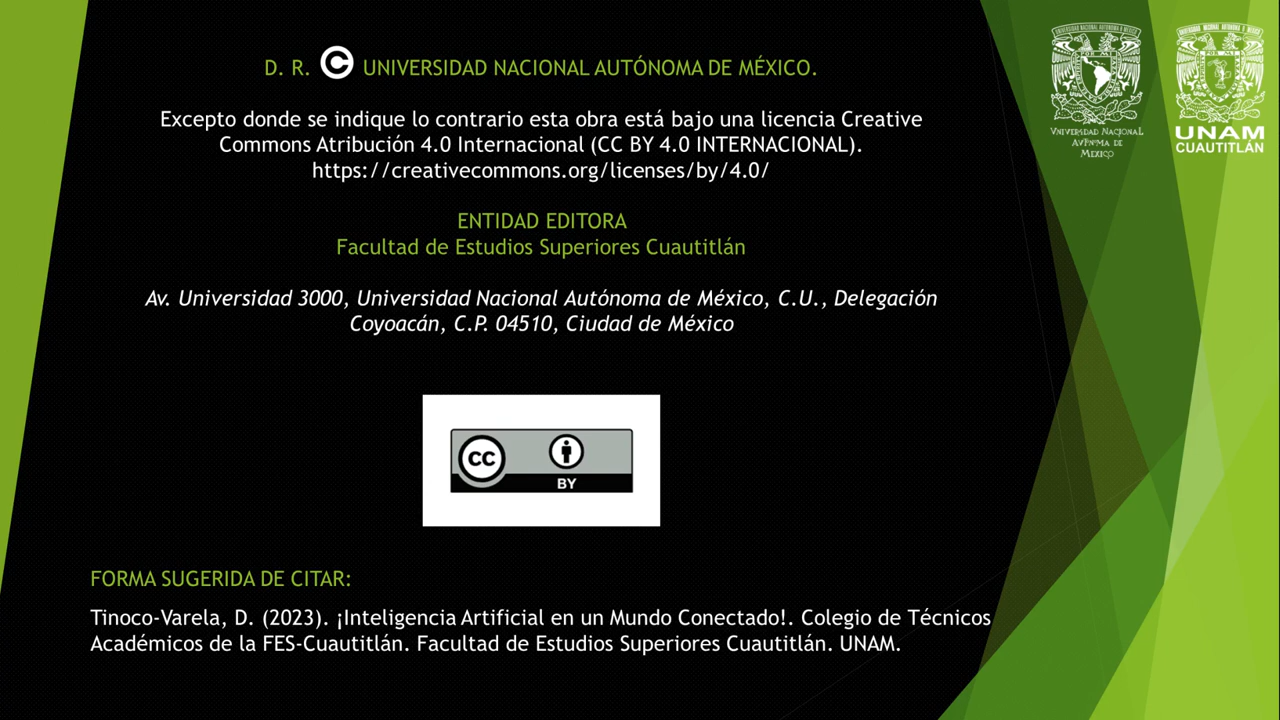 D. R. © UNIVERSIDAD NACIONAL AUTÓNOMA DE MÉXICO.
Excepto donde se indique lo contrario esta obra está bajo una licencia Creative
Commons Atribución 4.0 Internacional (CC BY 4.0 INTERNACIONAL).
https://creativecommons.org/licenses/by/4.0/
ENTIDAD EDITORA
Facultad de Estudios Superiores Cuautitlán
Av. Universidad 3000, Universidad Nacional Autónoma de México, C.U., Delegación
Coyoacán, C.P. 04510, Ciudad de México
CC
BY
FORMA SUGERIDA DE CITAR:
Tinoco-Varela, D. (2023). ¡Inteligencia Artificial en un Mundo Conectado!. Colegio de Técnicos
Académicos de la FES-Cuautitlán. Facultad de Estudios Superiores Cuautitlán. UNAM.
VNIVERSDAD NACIONAL
MEXICO
UNAM
CUAUTITLÁN